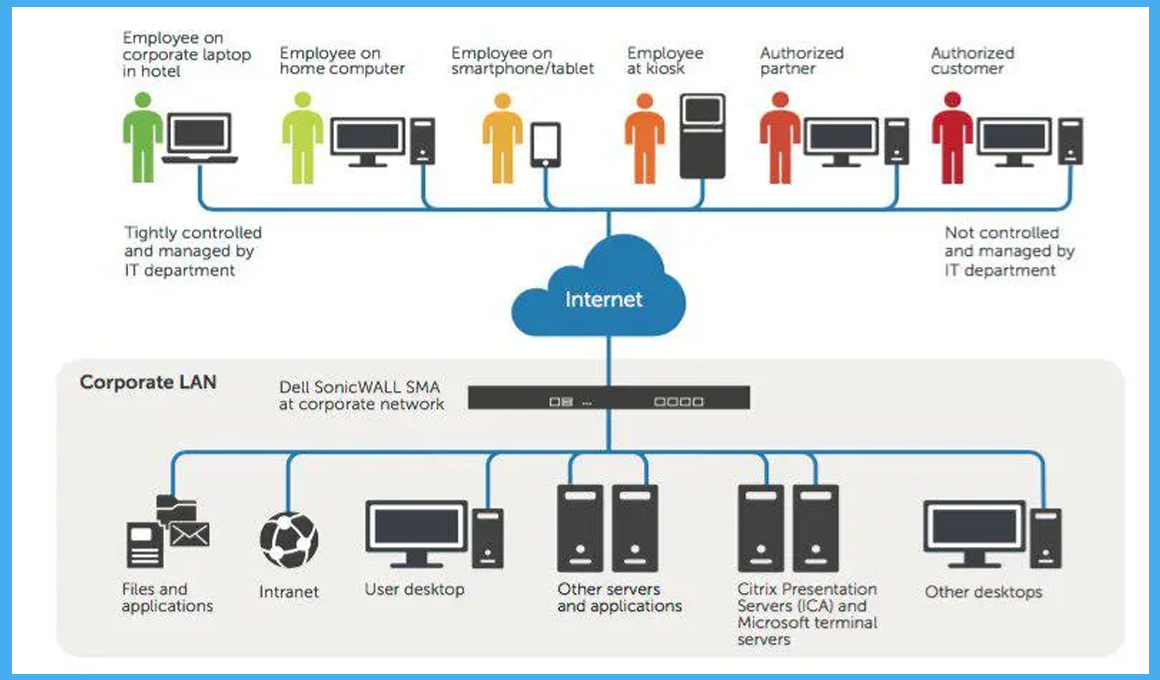 Employee on
corporate laptop
in hotel
Employee on
home computer
Employee on
smartphone/tablet
Employee
at kiosk
Authorized
partner
Authorized
customer
Tightly controlled
and managed by
IT department
Not controlled
and managed by
IT department
Internet
Corporate LAN
Dell SonicWALL SMA
at corporate network
Files and
applications
Intranet
User desktop
Other servers
and applications
Citrix Presentation
Servers (ICA) and
Microsoft terminal
servers
Other desktops